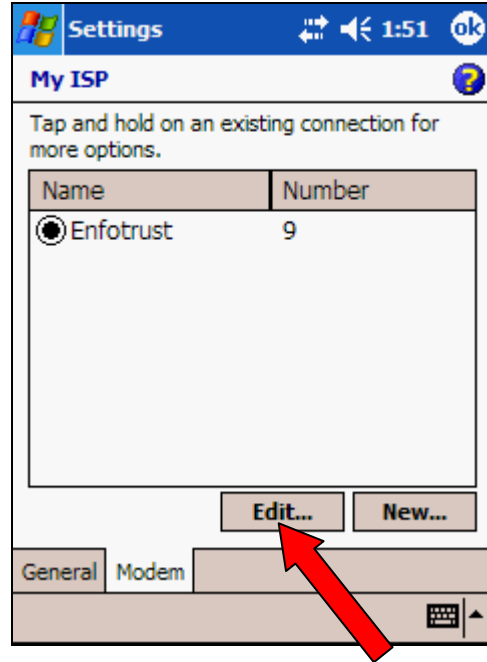 Settings 1:51 ok
My ISP ?
Tap and hold on an existing connection for
more options.
Name Number
Enfotrust 9
Edit... New...
General Modem